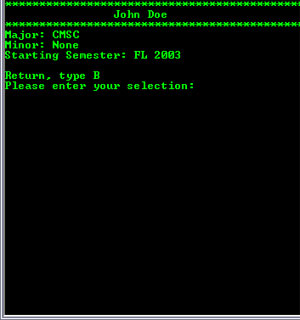 ****************************************
John Doe
****************************************
Major: CMSC
Minor: None
Starting Semester: FL 2003
Return, type B
Please enter your selection: